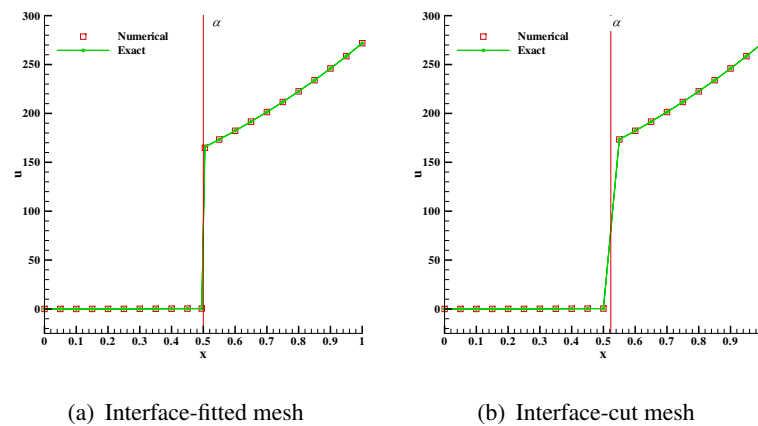 300
α
Numerical
Exact
250
200
150
u
100
50
0
0 0.1 0.2 0.3 0.4 0.5 0.6 0.7 0.8 0.9 1
x
(a) Interface-fitted mesh
300
α
Numerical
Exact
250
200
150
u
100
50
0
0 0.1 0.2 0.3 0.4 0.5 0.6 0.7 0.8 0.9
x
(b) Interface-cut mesh